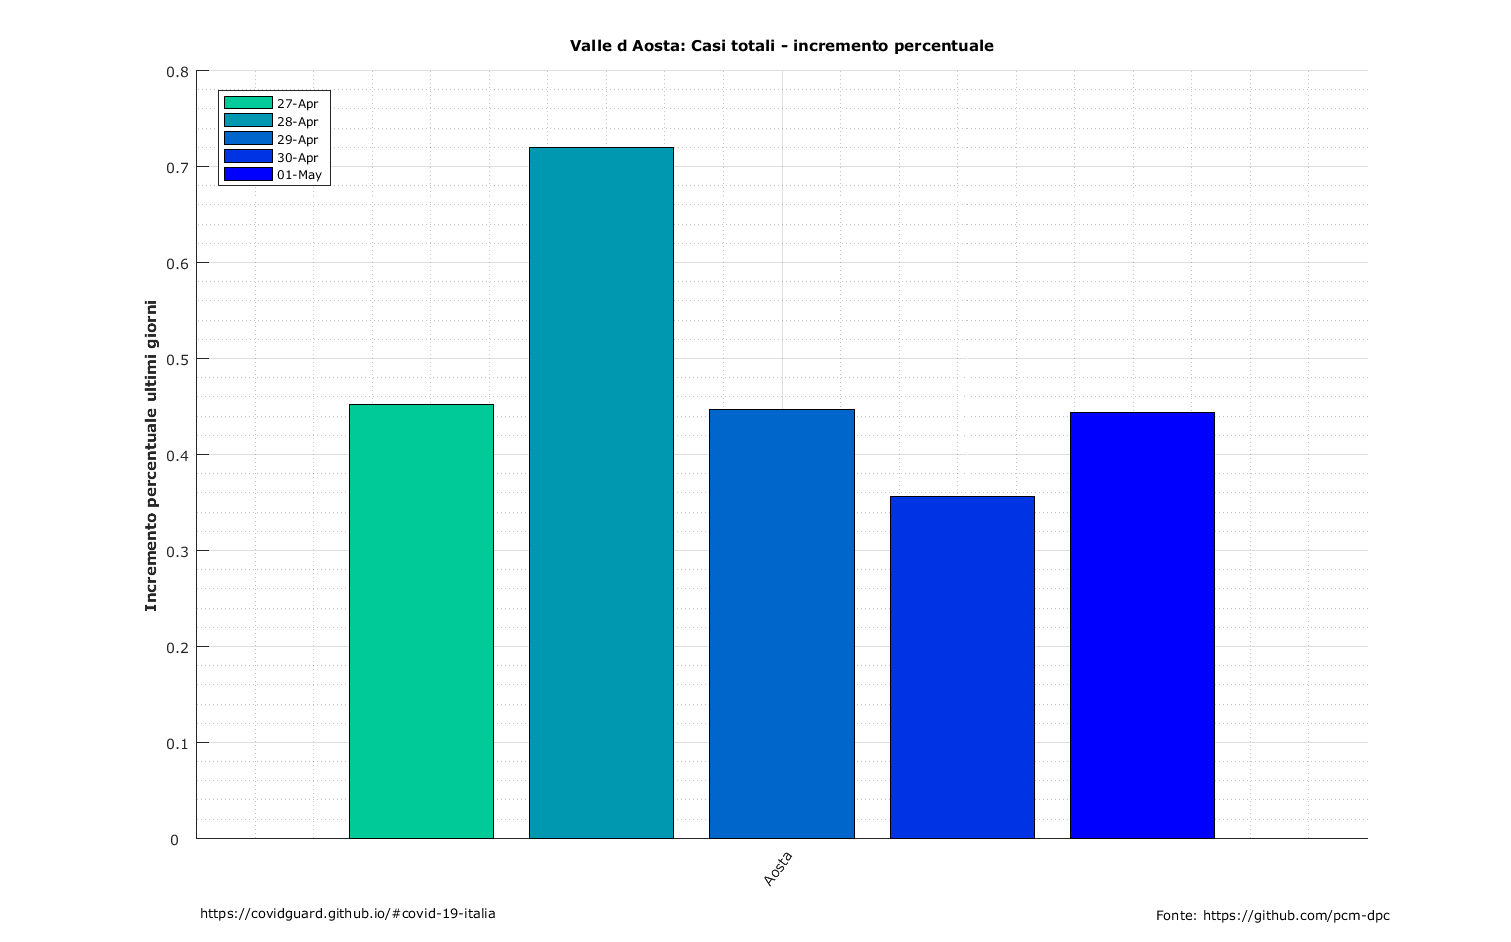 Valle d Aosta: Casi totali - incremento percentuale
0.8
0.7
0.6
0.5
0.4
0.3
0.2
0.1
0
Incremento percentuale ultimi giorni
27-Apr
28-Apr
29-Apr
30-Apr
01-May
Aosta
https://covidguard.github.io/#covid-19-italia
Fonte: https://github.com/pcm-dpc